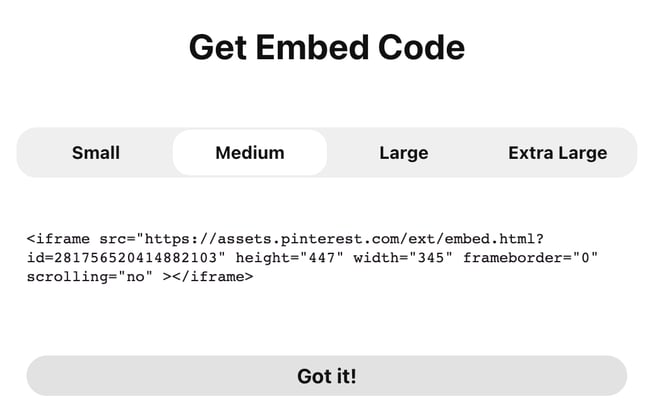 Get Embed Code
Small Medium Large Extra Large
<iframe src="https://assets.pinterest.com/ext/embed.html?
id=281756520414882103" height="447" width="345" frameborder="0"
scrolling="no" ></iframe>
Got it!